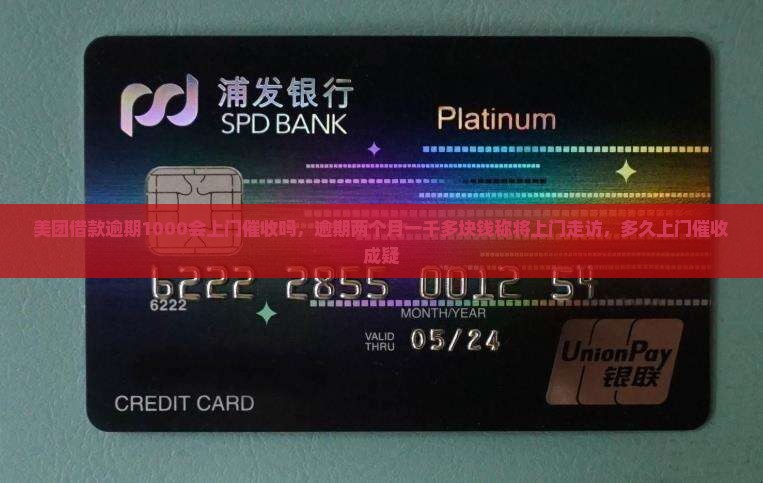 浦发银行
SPD BANK
Platinum
美团借款逾期1000会上门催收吗，逾期两个月一千多块钱称将上门走访，多久上门催收
成疑
6222 2855 0012 54
6222
MONTH/YEAR
VALID
THRU 05/24
UnionPay
银联
CREDIT CARD